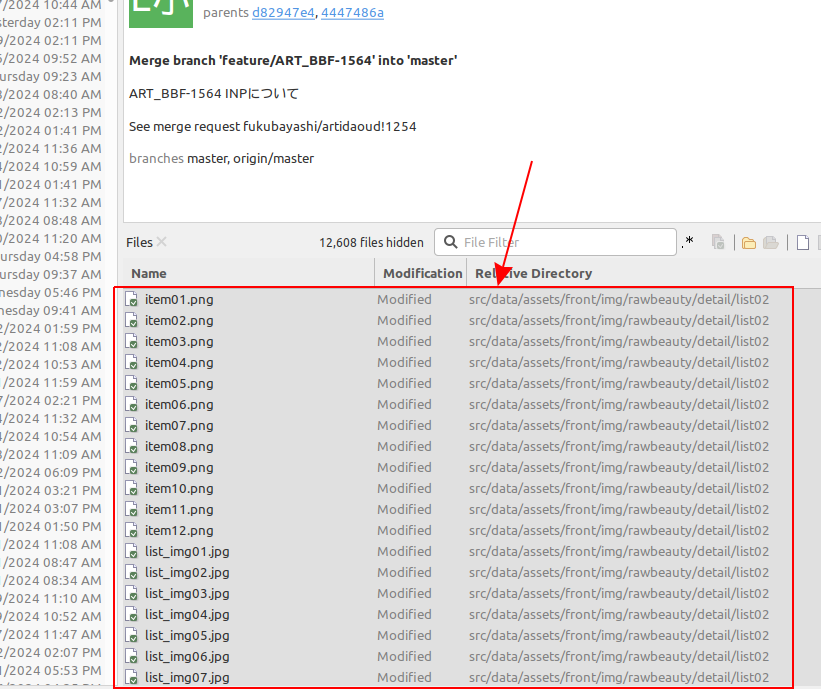 /2024 10:44 AM
sterday 02:11 PM
9/2024 02:11 PM
5/2024 09:52 AM
ursday 09:23 AM
3/2024 08:40 AM
2/2024 02:13 PM
2/2024 01:41 PM
2/2024 11:36 AM
4/2024 10:59 AM
1/2024 01:41 PM
7/2024 11:32 AM
3/2024 08:48 AM
0/2024 11:20 AM
ursday 04:58 PM
ursday 09:37 AM
nesday 05:46 PM
nesday 09:41 AM
2/2024 01:59 PM
2/2024 11:08 AM
2/2024 10:53 AM
1/2024 11:59 AM
7/2024 02:21 PM
4/2024 11:32 AM
4/2024 10:54 AM
3/2024 11:09 AM
2/2024 06:09 PM
1/2024 03:21 PM
1/2024 03:07 PM
1/2024 01:50 PM
1/2024 11:08 AM
1/2024 08:47 AM
1/2024 08:34 AM
9/2024 11:10 AM
9/2024 10:52 AM
7/2024 11:47 AM
2/2024 02:07 PM
1/2024 05:53 PM
parents d82947e4, 4447486a
Merge branch 'feature/ART_BBF-1564' into 'master'
ART_BBF-1564 INPについて
See merge request fukubayashi/artidaoud!1254
branches master, origin/master
Files 12,608 files hidden File Filter .*
Name Modification Directory
item01.png Modified src/data/assets/front/img/rawbeauty/detail/list02
item02.png Modified src/data/assets/front/img/rawbeauty/detail/list02
item03.png Modified src/data/assets/front/img/rawbeauty/detail/list02
item04.png Modified src/data/assets/front/img/rawbeauty/detail/list02
item05.png Modified src/data/assets/front/img/rawbeauty/detail/list02
item06.png Modified src/data/assets/front/img/rawbeauty/detail/list02
item07.png Modified src/data/assets/front/img/rawbeauty/detail/list02
item08.png Modified src/data/assets/front/img/rawbeauty/detail/list02
item09.png Modified src/data/assets/front/img/rawbeauty/detail/list02
item10.png Modified src/data/assets/front/img/rawbeauty/detail/list02
item11.png Modified src/data/assets/front/img/rawbeauty/detail/list02
item12.png Modified src/data/assets/front/img/rawbeauty/detail/list02
list_img01.jpg Modified src/data/assets/front/img/rawbeauty/detail/list02
list_img02.jpg Modified src/data/assets/front/img/rawbeauty/detail/list02
list_img03.jpg Modified src/data/assets/front/img/rawbeauty/detail/list02
list_img04.jpg Modified src/data/assets/front/img/rawbeauty/detail/list02
list_img05.jpg Modified src/data/assets/front/img/rawbeauty/detail/list02
list_img06.jpg Modified src/data/assets/front/img/rawbeauty/detail/list02
list_img07.jpg Modified src/data/assets/front/img/rawbeauty/detail/list02